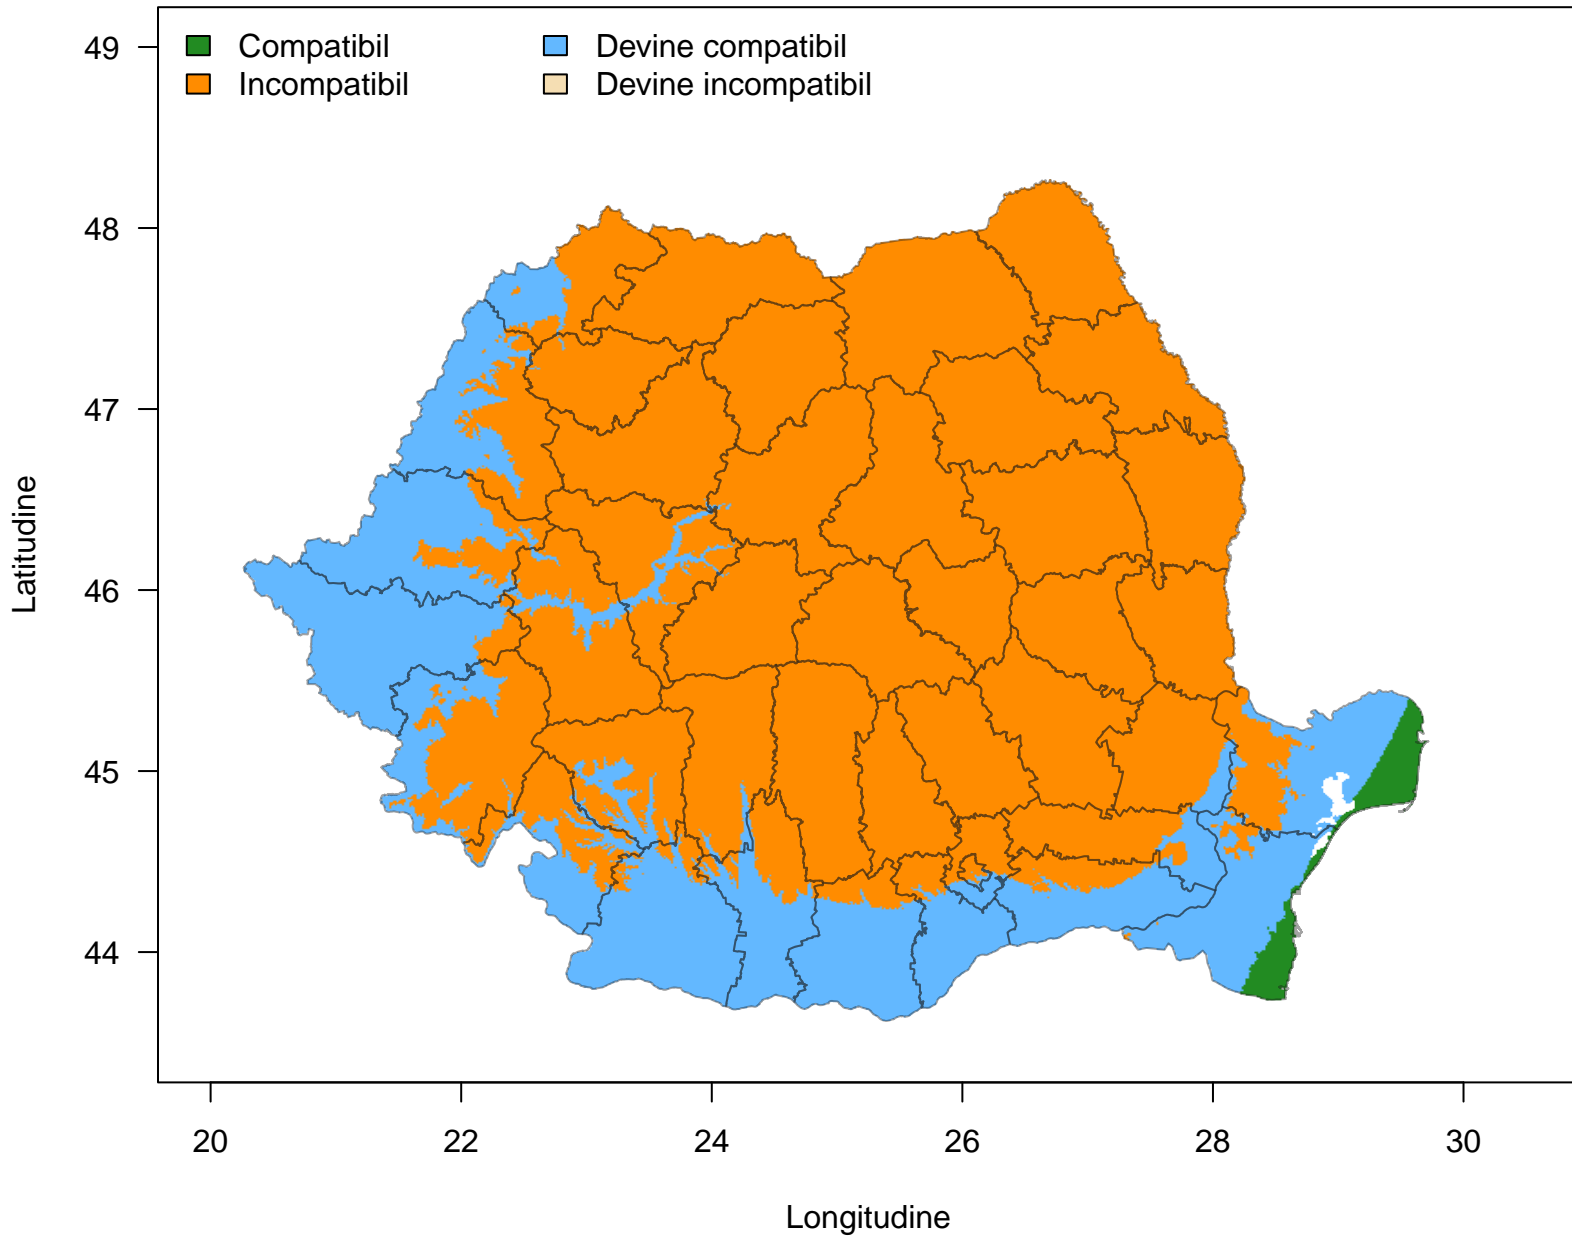 Compatibil
Devine compatibil
Incompatibil
Devine incompatibil
49
48
47
46
45
44
Latitudine
20 22 24 26 28 30
Longitudine